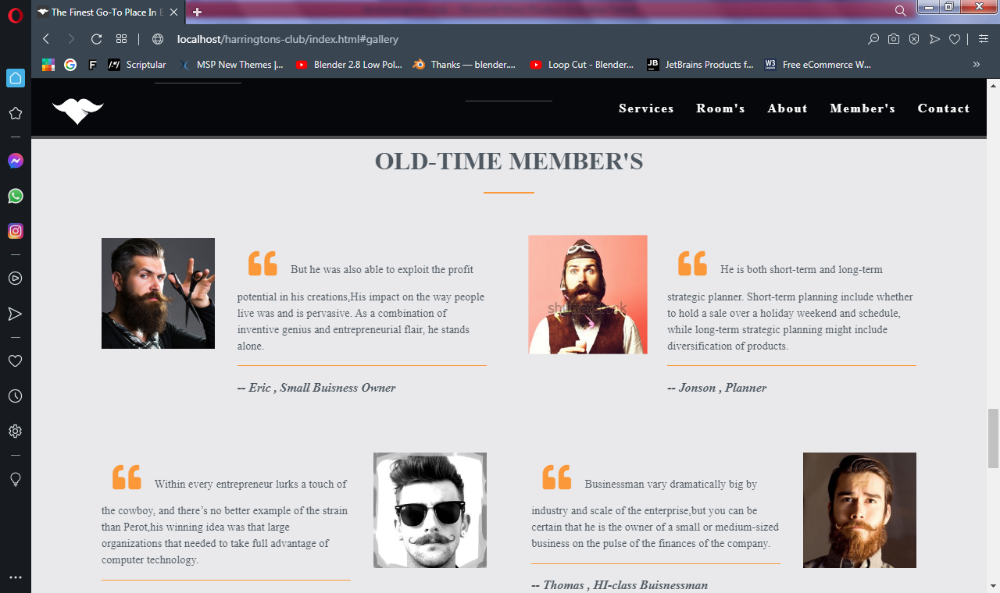 The Finest Go-To Place In
localhost/harringtons-club/index.html#gallery
Scriptular
MSP New Themes |...
Blender 2.8 Low Pol...
Thanks — blender....
Loop Cut - Blender...
JB
JetBrains Products f...
W3
Free eCommerce W...
Services
Room's
About
Member's
Contact
OLD-TIME MEMBER'S
But he was also able to exploit the profit
potential in his creations,His impact on the way people
live was and is pervasive. As a combination of
inventive genius and entrepreneurial flair, he stands
alone.
-- Eric , Small Buisness Owner
shutterstock
He is both short-term and long-term
strategic planner. Short-term planning include whether
to hold a sale over a holiday weekend and schedule,
while long-term strategic planning might include
diversification of products.
-- Jonson , Planner
Within every entrepreneur lurks a touch of
the cowboy, and there’s no better example of the strain
than Perot,his winning idea was that large
organizations that needed to take full advantage of
computer technology.
Businessman vary dramatically big by
industry and scale of the enterprise,but you can be
certain that he is the owner of a small or medium-sized
business on the pulse of the finances of the company.
-- Thomas , HI-class Buisnessman